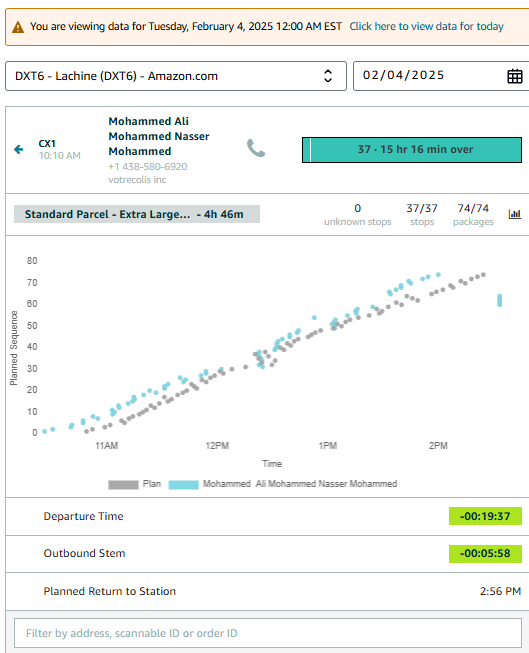 You are viewing data for Tuesday, February 4, 2025 12:00 AM EST Click here to view data for today
DXT6 - Lachine (DXT6) - Amazon.com
02/04/2025
CX1
10:10 AM
Mohammed Ali
Mohammed Nasser
Mohammed
+1 438-580-6920
votrecolis inc
37 · 15 hr 16 min over
Standard Parcel - Extra Large... - 4h 46m
0
unknown stops
37/37
stops
74/74
packages
Planned Sequence
80
70
60
50
40
30
20
10
0
11AM 12PM 1PM 2PM
Time
Plan Mohammed Ali Mohammed Nasser Mohammed
Departure Time -00:19:37
Outbound Stem -00:05:58
Planned Return to Station 2:56 PM
Filter by address, scannable ID or order ID